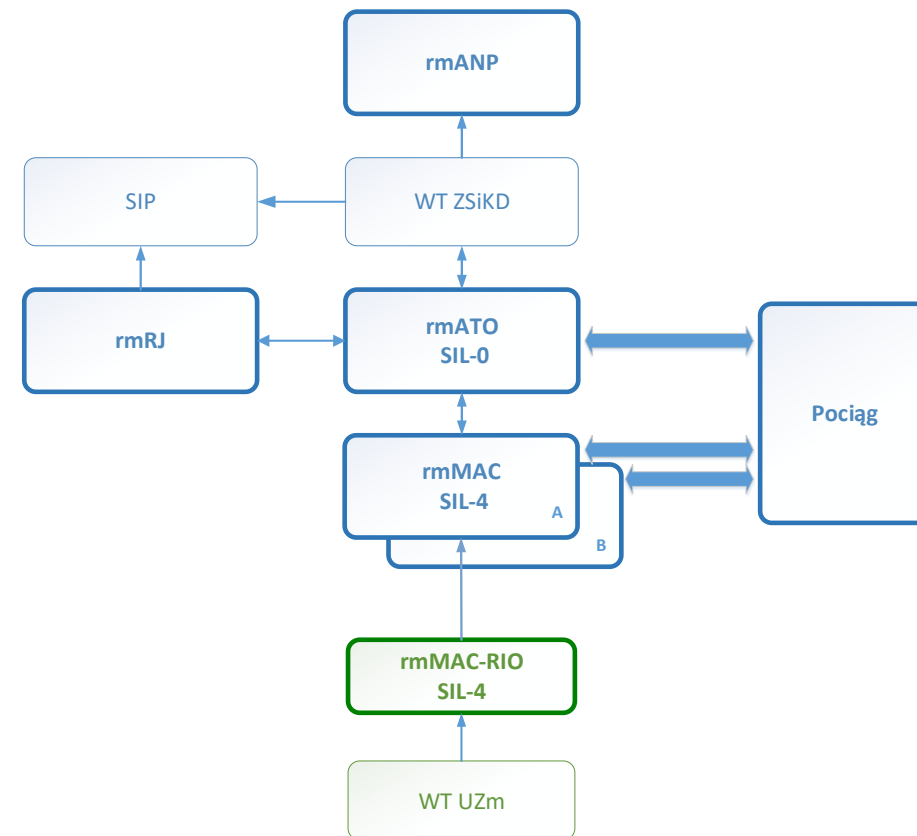 rmANP
SIP
WT ZSiKD
rmRJ
rmATO
SIL-0
Pociąg
rmMAC
SIL-4
A
B
rmMAC-RIO
SIL-4
WT UZm